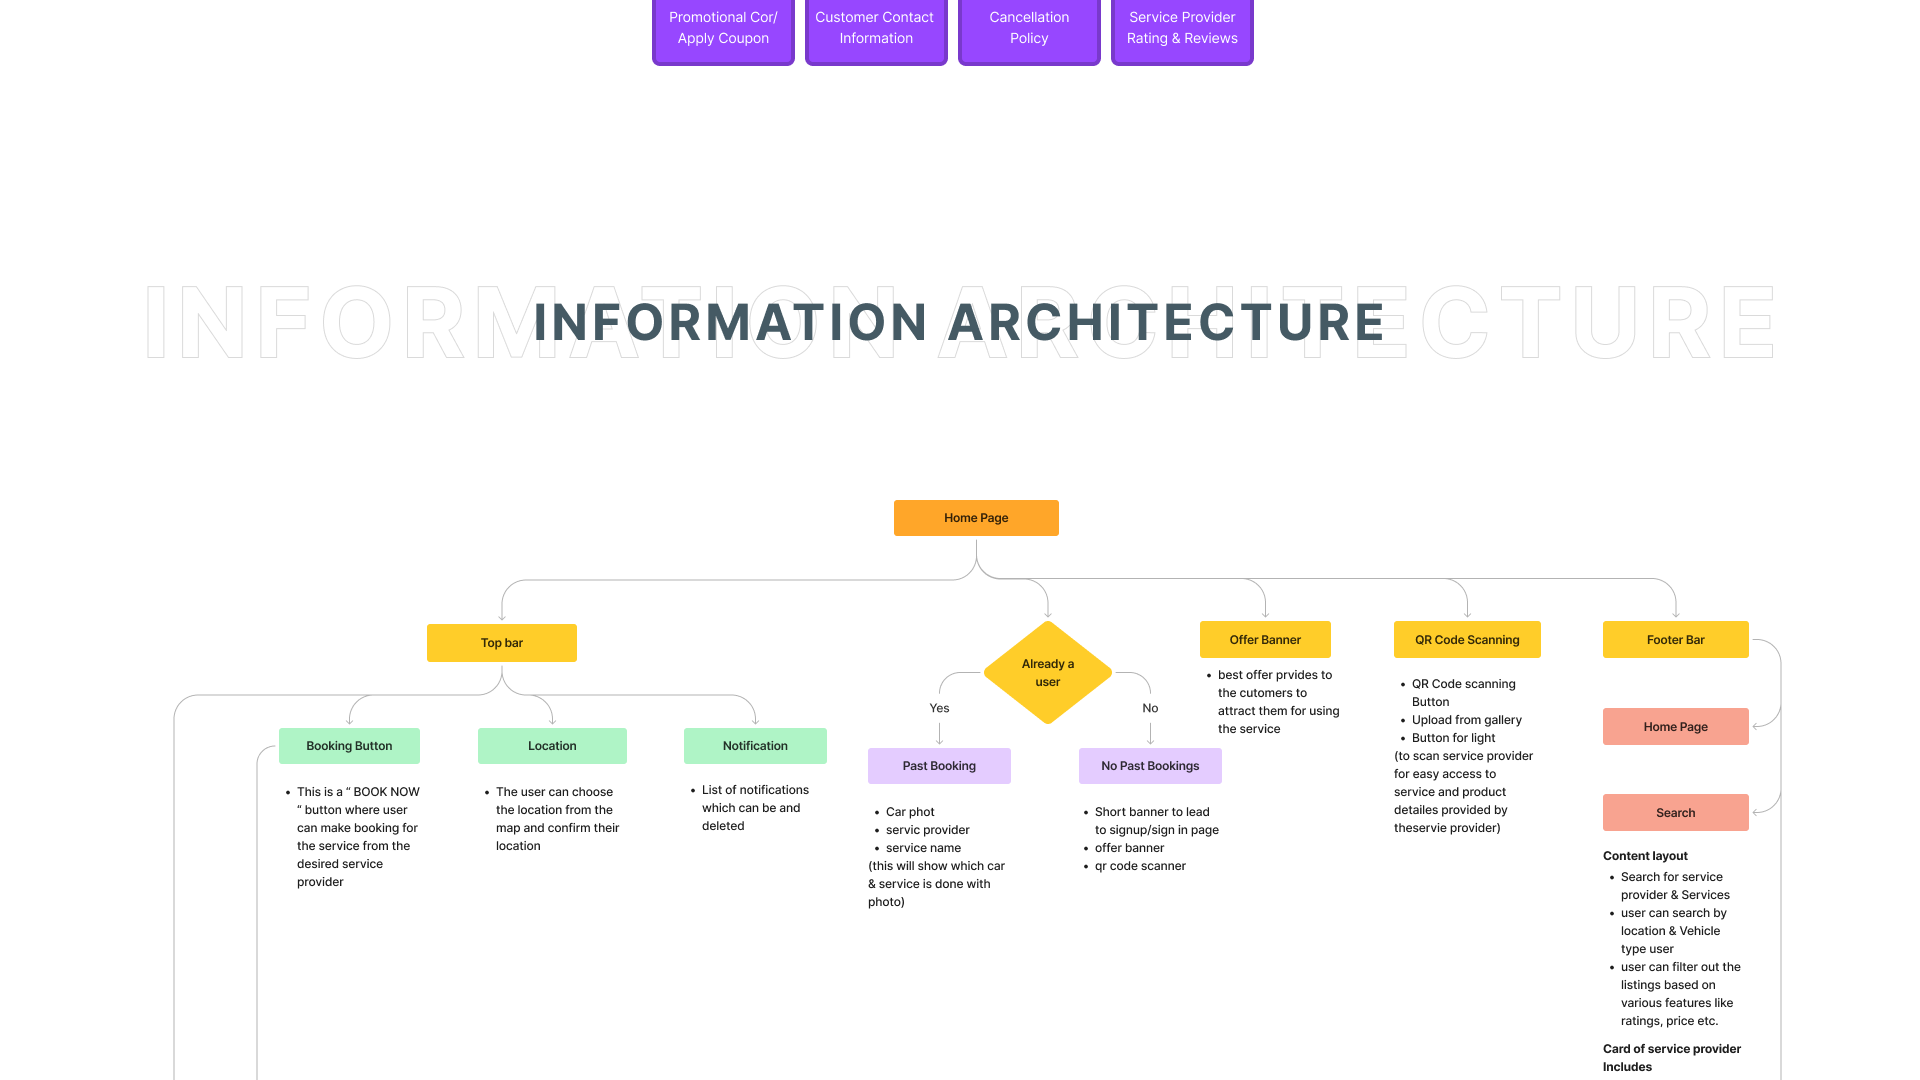 Promotional Cor/
Apply Coupon
Customer Contact
Information
Cancellation
Policy
Service Provider
Rating & Reviews
INFORMATION ARCHITECTURE
INFORMATION ARCHITECTURE
Home Page
Top bar
Booking Button
• This is a “ BOOK NOW
“ button where user
can make booking for
the service from the
desired service
provider
Location
• The user can choose
the location from the
map and confirm their
location
Notification
• List of notifications
which can be and
deleted
Already a
user
Yes
No
Past Booking
• Car phot
• servic provider
• service name
(this will show which car
& service is done with
photo)
No Past Bookings
• Short banner to lead
to signup/sign in page
• offer banner
• qr code scanner
Offer Banner
• best offer prvides to
the cutomers to
attract them for using
the service
QR Code Scanning
• QR Code scanning
Button
• Upload from gallery
• Button for light
(to scan service provider
for easy access to
service and product
detailes provided by
theservie provider)
Footer Bar
Home Page
Search
Content layout
• Search for service
provider & Services
• user can search by
location & Vehicle
type user
• user can filter out the
listings based on
various features like
ratings, price etc.
Card of service provider
Includes